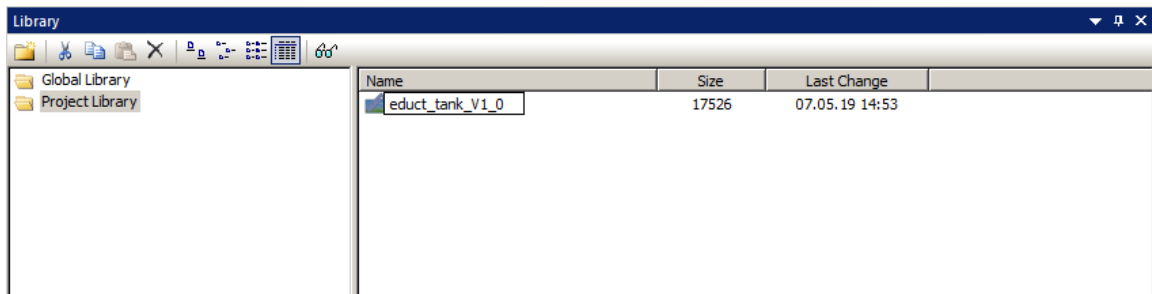 Library
Global Library
Project Library
Name Size Last Change
educt_tank_V1_0 17526 07.05.19 14:53